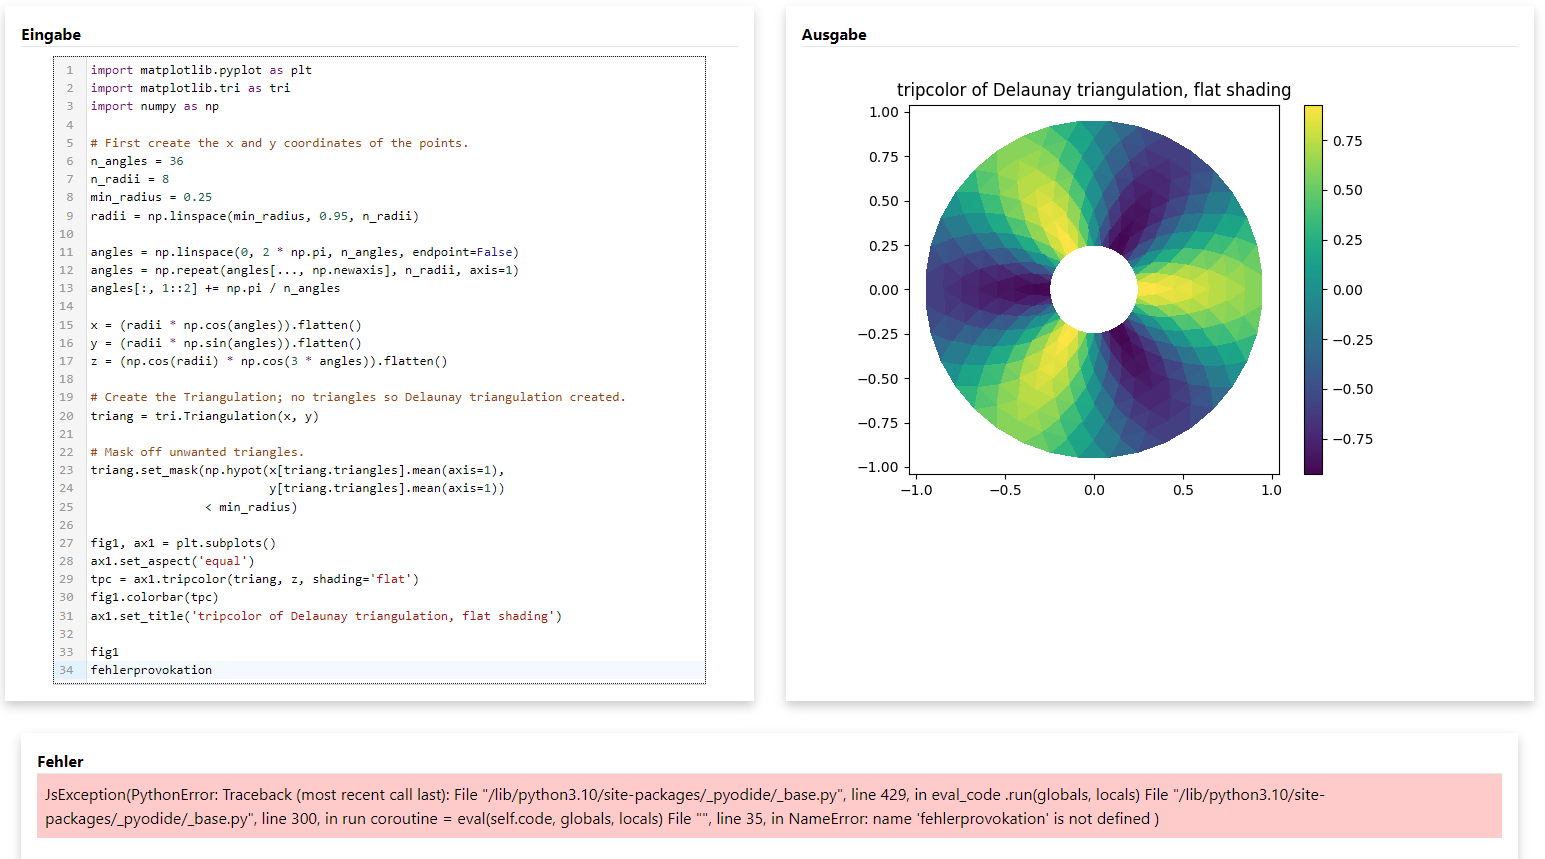 Eingabe
1 import matplotlib.pyplot as plt
2 import matplotlib.tri as tri
3 import numpy as np
4
5 # First create the x and y coordinates of the points.
6 n_angles = 36
7 n_radii = 8
8 min_radius = 0.25
9 radii = np.linspace(min_radius, 0.95, n_radii)
10
11 angles = np.linspace(0, 2 * np.pi, n_angles, endpoint=False)
12 angles = np.repeat(angles[..., np.newaxis], n_radii, axis=1)
13 angles[:, 1::2] += np.pi / n_angles
14
15 x = (radii * np.cos(angles)).flatten()
16 y = (radii * np.sin(angles)).flatten()
17 z = (np.cos(radii) * np.cos(3 * angles)).flatten()
18
19 # Create the Triangulation; no triangles so Delaunay triangulation created.
20 triang = tri.Triangulation(x, y)
21
22 # Mask off unwanted triangles.
23 triang.set_mask(np.hypot(x[triang.triangles].mean(axis=1),
24                          y[triang.triangles].mean(axis=1))
25                 < min_radius)
26
27 fig1, ax1 = plt.subplots()
28 ax1.set_aspect('equal')
29 tpc = ax1.tripcolor(triang, z, shading='flat')
30 fig1.colorbar(tpc)
31 ax1.set_title('tripcolor of Delaunay triangulation, flat shading')
32
33 fig1
34 fehlerprovokation
Ausgabe
tripcolor of Delaunay triangulation, flat shading
1.00
0.75
0.50
0.25
0.00
−0.25
−0.50
−0.75
−1.00
−1.0 −0.5 0.0 0.5 1.0
0.75
0.50
0.25
0.00
−0.25
−0.50
−0.75
Fehler
JsException(PythonError: Traceback (most recent call last): File "/lib/python3.10/site-packages/_pyodide/_base.py", line 429, in eval_code .run(globals, locals) File "/lib/python3.10/site-
packages/_pyodide/_base.py", line 300, in run coroutine = eval(self.code, globals, locals) File "", line 35, in NameError: name 'fehlerprovokation' is not defined )